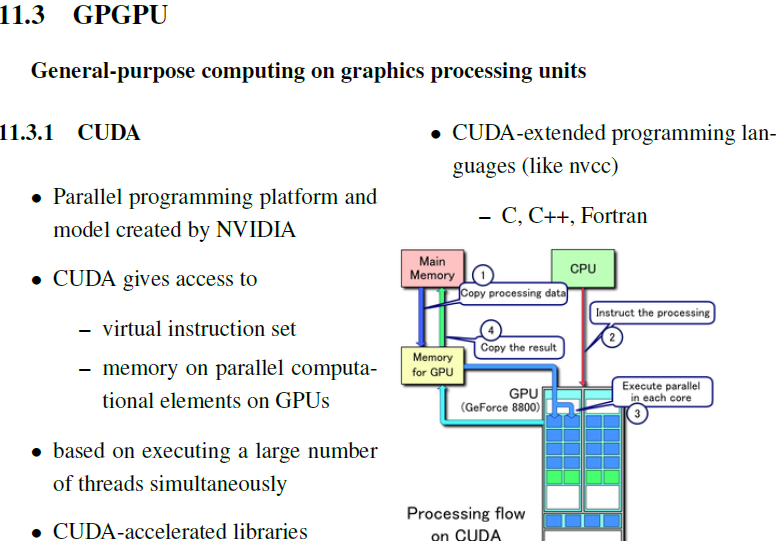 11.3 GPGPU
General-purpose computing on graphics processing units
11.3.1 CUDA
• Parallel programming platform and
model created by NVIDIA
• CUDA gives access to
– virtual instruction set
– memory on parallel computa-
tional elements on GPUs
• based on executing a large number
of threads simultaneously
• CUDA-accelerated libraries
• CUDA-extended programming lan-
guages (like nvcc)
– C, C++, Fortran
Main
Memory
1
Copy processing data
CPU
Instruct the processing
2
4
Copy the result
Memory
for GPU
GPU
(GeForce 8800)
Execute parallel
in each core
3
Processing flow
on CUDA